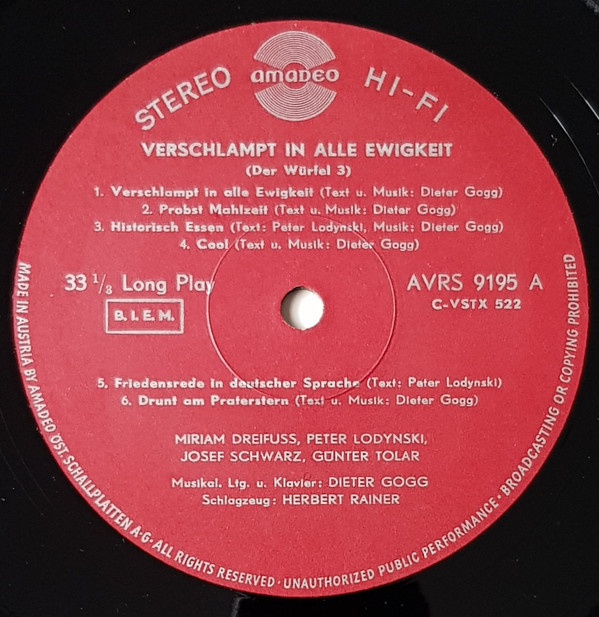 STEREO amadeo HI-FI
VERSCHLAMPT IN ALLE EWIGKEIT
(Der Würfel 3)
1. Verschlampt in alle Ewigkeit (Text u. Musik: Dieter Gogg)
2. Probst Mahlzeit (Text u. Musik: Dieter Gogg)
3. Historisch Essen (Text: Peter Lodynski, Musik: Dieter Gogg)
4. Cool (Text u. Musik: Dieter Gogg)
33 1/3 Long Play
AVRS 9195 A
B. I. E. M.
C-VSTX 522
5. Friedensrede in deutscher Sprache (Text: Peter Lodynski)
6. Drunt am Praterstern (Text u. Musik: Dieter Gogg)
MIRIAM DREIFUSS, PETER LODYNSKI,
JOSEF SCHWARZ, GÜNTER TOLAR
Musikal. Ltg. u. Klavier: DIETER GOGG
Schlagzeug: HERBERT RAINER
MADE IN AUSTRIA BY AMADEO ÖST. SCHALLPLATTEN A·G·ALL RIGHTS RESERVED · UNAUTHORIZED PUBLIC PERFORMANCE · BROADCASTING OR COPYING PROHIBITED